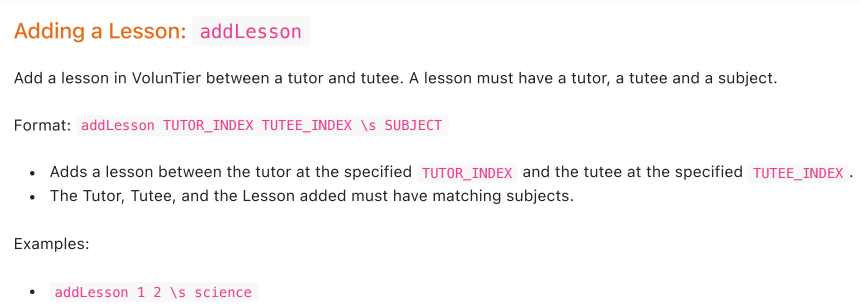 Adding a Lesson: addLesson
Add a lesson in VolunTier between a tutor and tutee. A lesson must have a tutor, a tutee and a subject.
Format: addLesson TUTOR_INDEX TUTEE_INDEX \s SUBJECT
• Adds a lesson between the tutor at the specified TUTOR_INDEX and the tutee at the specified TUTEE_INDEX.
• The Tutor, Tutee, and the Lesson added must have matching subjects.
Examples:
• addLesson 1 2 \s science